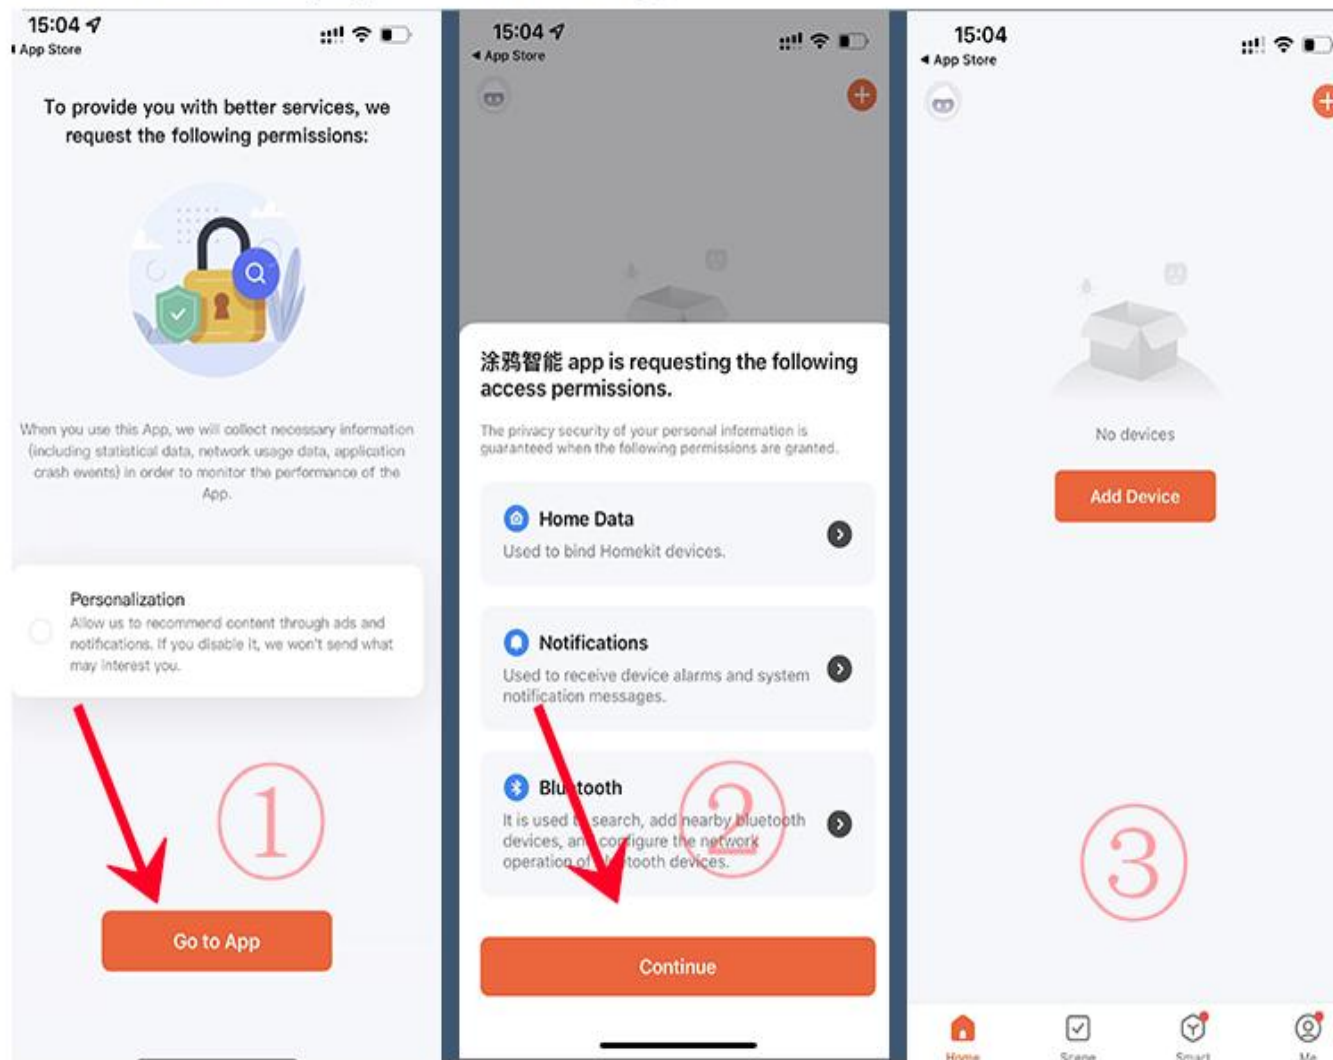 15:04
App Store
To provide you with better services, we
request the following permissions:
When you use this App, we will collect necessary information
(including statistical data, network usage data, application
crash events) in order to monitor the performance of the
App.
Personalization
Allow us to recommend content through ads and
notifications. If you disable it, we won't send what
may interest you.
①
Go to App
15:04
◀ App Store
涂鸦智能 app is requesting the following
access permissions.
The privacy security of your personal information is
guaranteed when the following permissions are granted.
Home Data
Used to bind Homekit devices.
Notifications
Used to receive device alarms and system
notification messages.
Bluetooth
It is used to search, add nearby bluetooth
devices, and configure the network
operation of bluetooth devices.
②
Continue
15:04
◀ App Store
No devices
Add Device
③
Home
Scene
Smart
Me